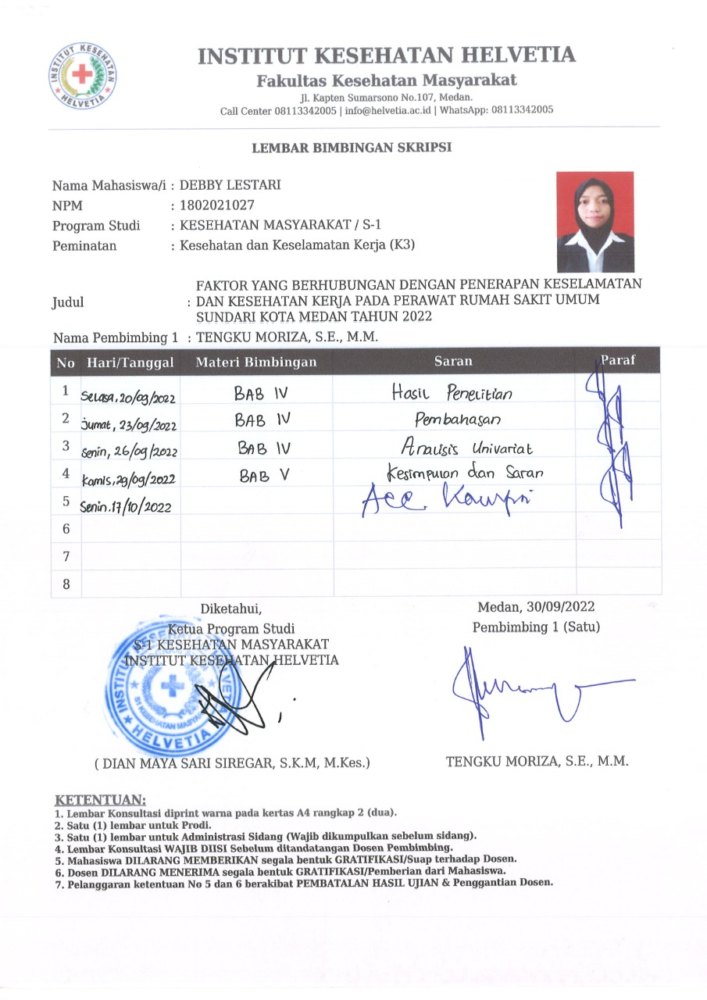 INSTITUT KESEHATAN
HELVETIA
INSTITUT KESEHATAN HELVETIA
Fakultas Kesehatan Masyarakat
Jl. Kapten Sumarsono No.107, Medan.
Call Center 08113342005 | info@helvetia.ac.id | WhatsApp: 08113342005
LEMBAR BIMBINGAN SKRIPSI
Nama Mahasiswa/i : DEBBY LESTARI
NPM : 1802021027
Program Studi : KESEHATAN MASYARAKAT / S-1
Peminatan : Kesehatan dan Keselamatan Kerja (K3)
FAKTOR YANG BERHUBUNGAN DENGAN PENERAPAN KESELAMATAN
Judul : DAN KESEHATAN KERJA PADA PERAWAT RUMAH SAKIT UMUM
SUNDARI KOTA MEDAN TAHUN 2022
Nama Pembimbing 1 : TENGKU MORIZA, S.E., M.M.
No Hari/Tanggal Materi Bimbingan Saran Paraf
1 Selasa, 20/09/2022 BAB IV Hasil Penelitian
2 Jumat, 23/09/2022 BAB IV Pembahasan
3 Senin, 26/09/2022 BAB IV Analisis Univariat
4 Kamis, 29/09/2022 BAB V Kesimpulan dan Saran
5 Senin. 17/10/2022 Acc
6
7
8
Diketahui, Medan, 30/09/2022
Ketua Program Studi Pembimbing 1 (Satu)
S-1 KESEHATAN MASYARAKAT
INSTITUT KESEHATAN HELVETIA
INSTITUT KESEHATAN HELVETIA
S1 KESEHATAN MASYARAKAT
HELVETIA
( DIAN MAYA SARI SIREGAR, S.K.M, M.Kes.) TENGKU MORIZA, S.E., M.M.
KETENTUAN:
1. Lembar Konsultasi diprint warna pada kertas A4 rangkap 2 (dua).
2. Satu (1) lembar untuk Prodi.
3. Satu (1) lembar untuk Administrasi Sidang (Wajib dikumpulkan sebelum sidang).
4. Lembar Konsultasi WAJIB DIISI Sebelum ditandatangan Dosen Pembimbing.
5. Mahasiswa DILARANG MEMBERIKAN segala bentuk GRATIFIKASI/Suap terhadap Dosen.
6. Dosen DILARANG MENERIMA segala bentuk GRATIFIKASI/Pemberian dari Mahasiswa.
7. Pelanggaran ketentuan No 5 dan 6 berakibat PEMBATALAN HASIL UJIAN & Penggantian Dosen.